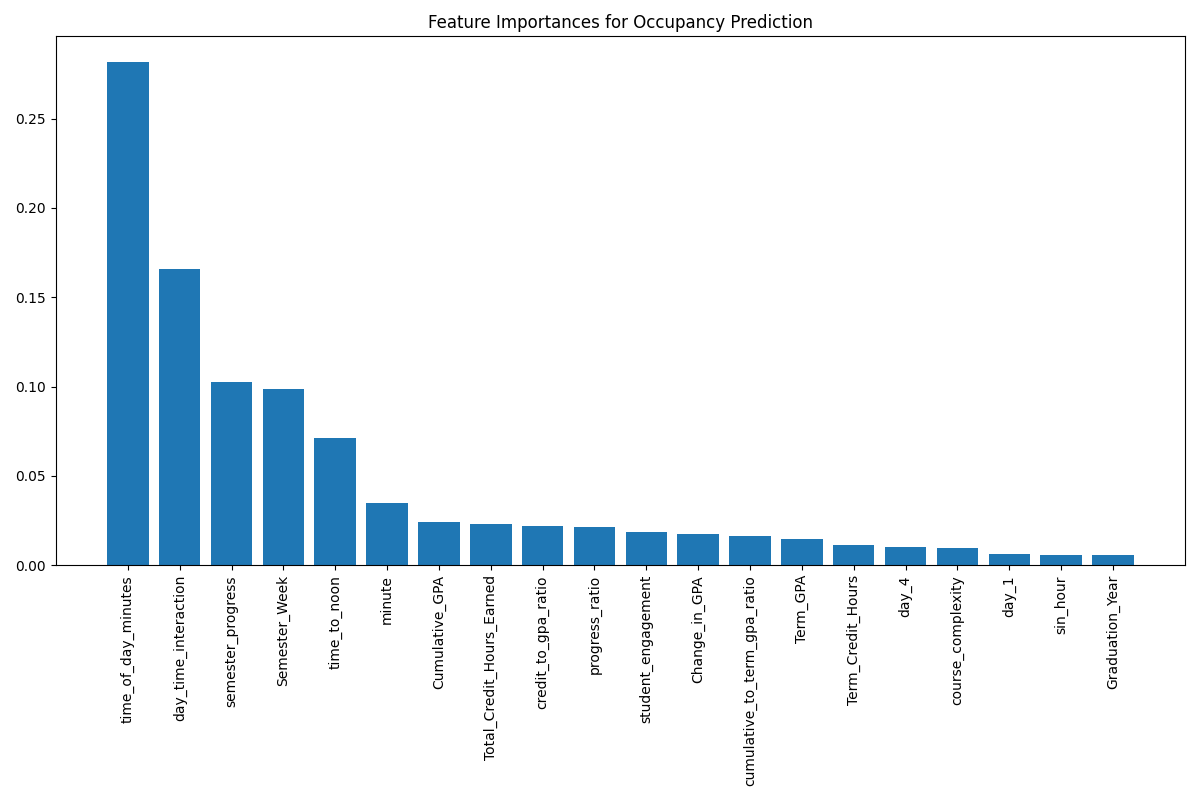 Feature Importances for Occupancy Prediction
0.25
0.20
0.15
0.10
0.05
0.00
time_of_day_minutes
day_time_interaction
semester_progress
Semester_Week
time_to_noon
minute
Cumulative_GPA
Total_Credit_Hours_Earned
credit_to_gpa_ratio
progress_ratio
student_engagement
Change_in_GPA
cumulative_to_term_gpa_ratio
Term_GPA
Term_Credit_Hours
day_4
course_complexity
day_1
sin_hour
Graduation_Year